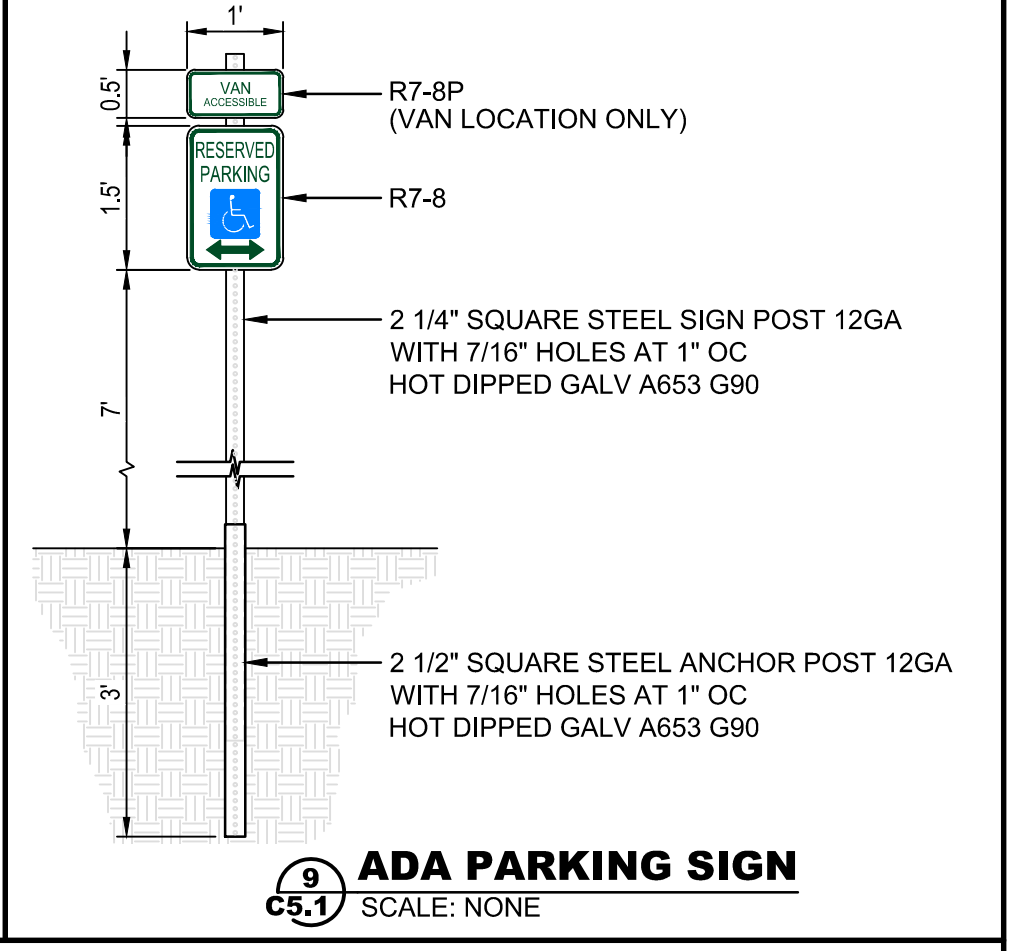 1'
0.5'
VAN
ACCESSIBLE
R7-8P
(VAN LOCATION ONLY)
1.5'
RESERVED
PARKING
R7-8
7'
2 1/4" SQUARE STEEL SIGN POST 12GA
WITH 7/16" HOLES AT 1" OC
HOT DIPPED GALV A653 G90
3'
2 1/2" SQUARE STEEL ANCHOR POST 12GA
WITH 7/16" HOLES AT 1" OC
HOT DIPPED GALV A653 G90
9
C5.1
ADA PARKING SIGN
SCALE: NONE